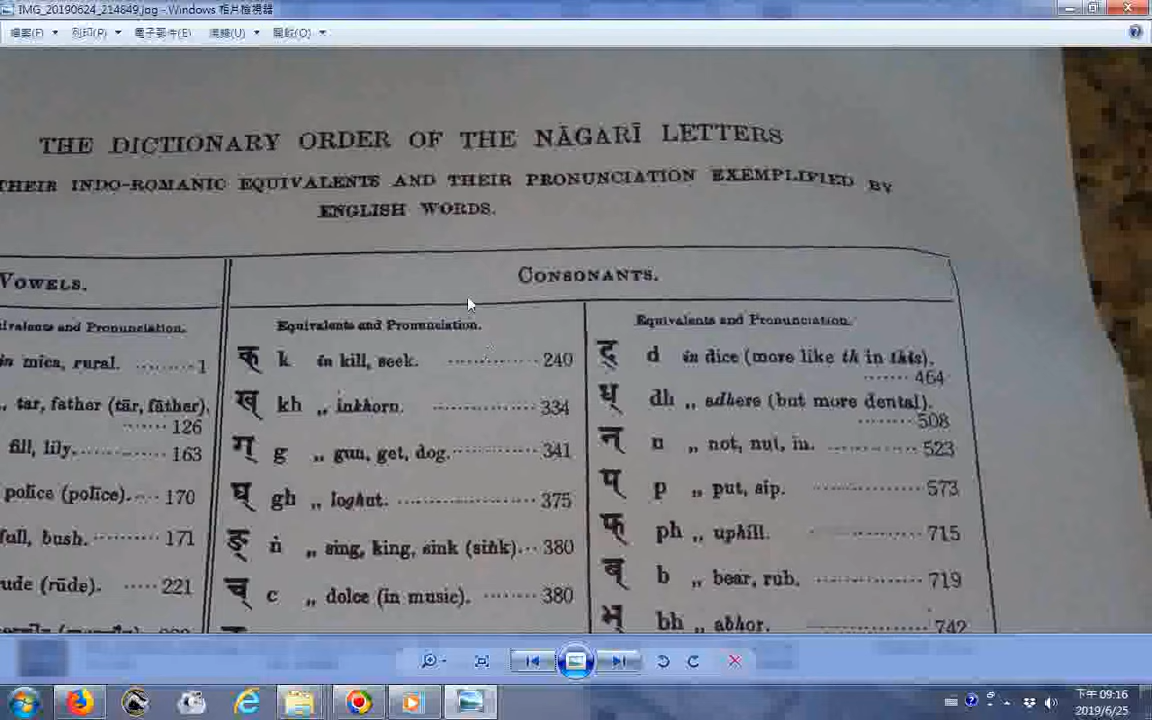 IMG_20190624_214849.jpg - Windows 相片檢視器
檔案(F) 列印(P) 電子郵件(E) 燒錄(U) 開啟(O)
THE DICTIONARY ORDER OF THE NĀGARĪ LETTERS
THEIR INDO-ROMANIC EQUIVALENTS AND THEIR PRONUNCIATION EXEMPLIFIED BY
ENGLISH WORDS.
VOWELS.
Equivalents and Pronunciation.
in mica, rural. ········ 1
tar, father (tār, fāther).
······ 126
fill, lily. ········ 163
police (polīce). ···· 170
full, bush. ········· 171
rude (rūde). ····· 221
CONSONANTS.
Equivalents and Pronunciation.
क् k in kill, seek. ············ 240
ख् kh „ inkhorn. ············ 334
ग् g „ gun, get, dog. ·········· 341
घ् gh „ loghut. ················ 375
ङ् ṅ „ sing, king, sink (siṅk). ·· 380
च् c „ dolce (in music). ······· 380
Equivalents and Pronunciation.
द् d in dice (more like th in this).
······ 464
ध् dh „ adhere (but more dental).
······· 508
न् n „ not, nut, in. ············ 523
प् p „ put, sip. ··············· 573
फ् ph „ uphill. ············· 715
ब् b „ bear, rub. ············· 719
भ् bh „ abhor. ············· 742
下午 09:16
2019/6/25